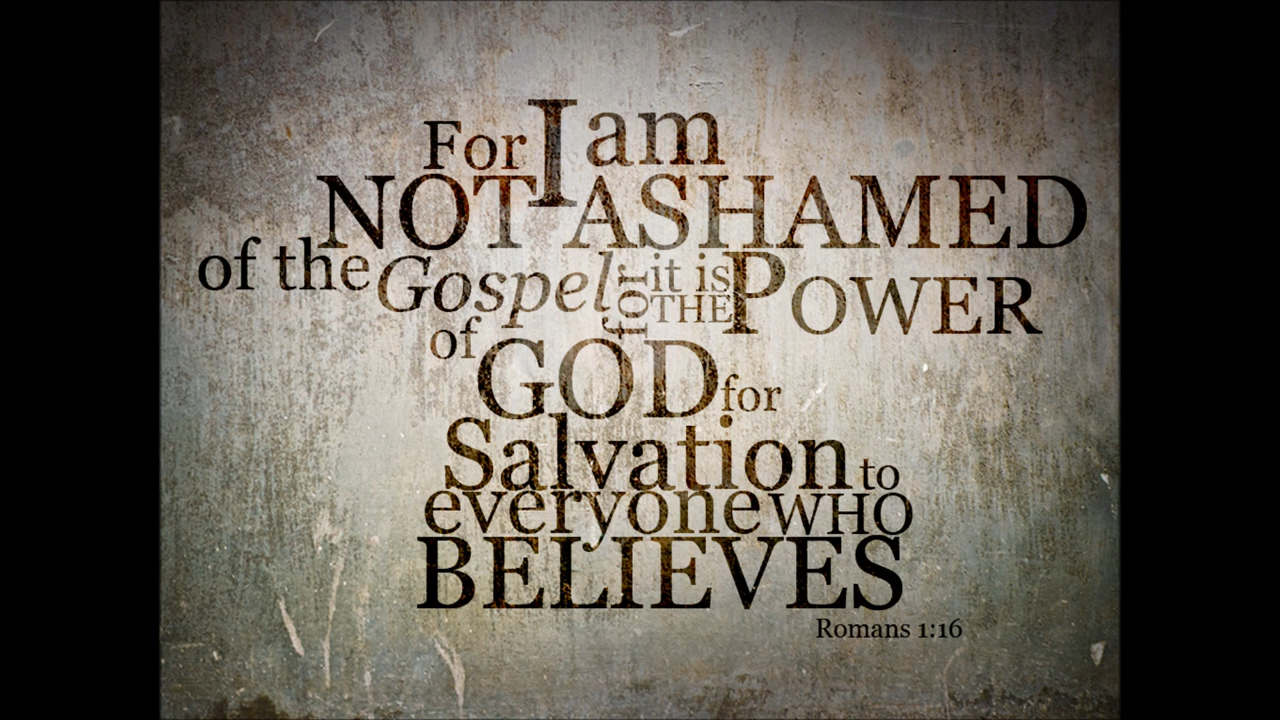 For I am
NOT ASHAMED
of the Gospel for it is THE POWER
of GOD for
Salvation to
everyone WHO
BELIEVES
Romans 1:16